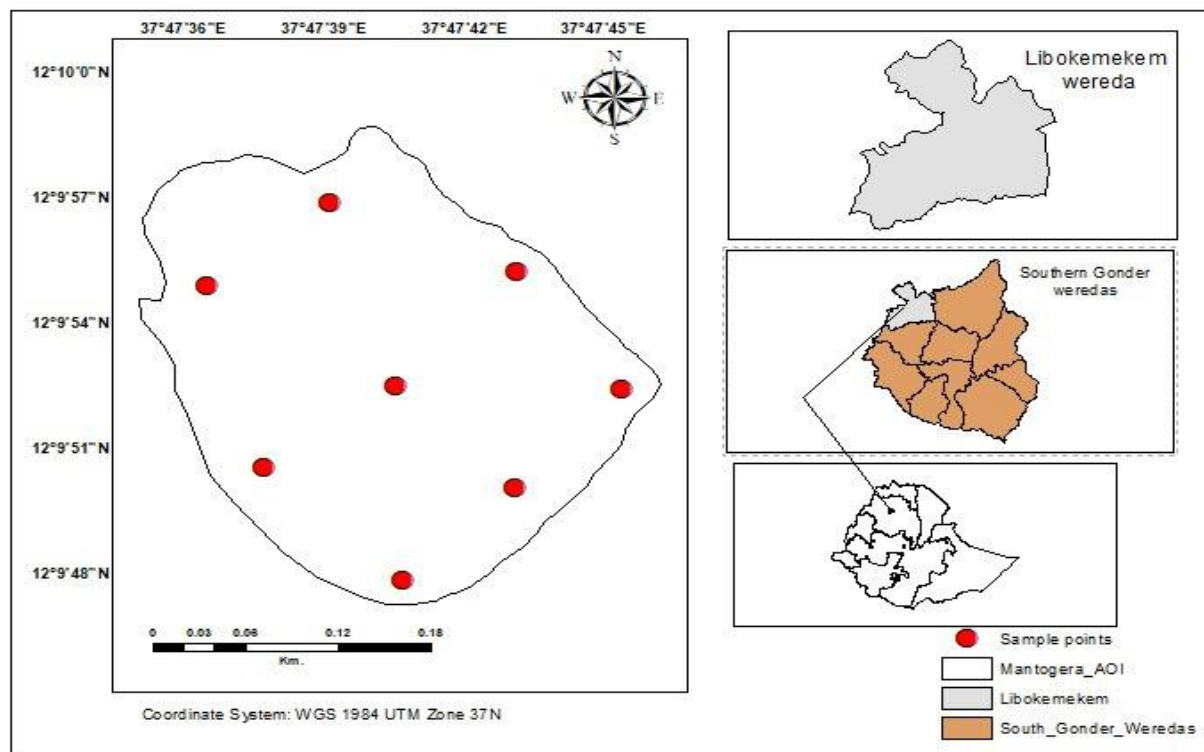 37°47'36"E 37°47'39"E 37°47'42"E 37°47'45"E
12°10'0"N
12°9'57"N
12°9'54"N
12°9'51"N
12°9'48"N
N
W E
S
0 0.03 0.06 0.12 0.18
Km.
Coordinate System: WGS 1984 UTM Zone 37N
Libokemekem
wereda
Southern Gonder
weredas
Sample points
Mantogera_AOI
Libokemekem
South_Gonder_Weredas